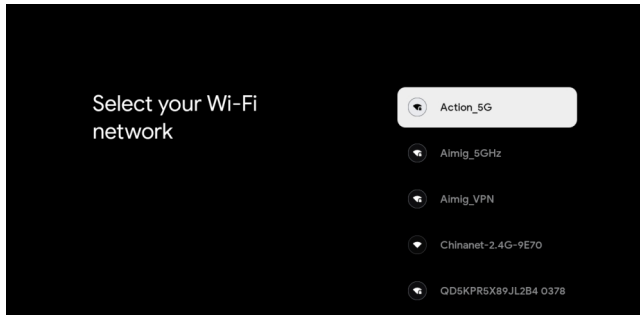 Select your Wi-Fi
network
Action_5G
Aimig_5GHz
Aimig_VPN
Chinanet-2.4G-9E70
QD5KPR5X89JL2B4 0378